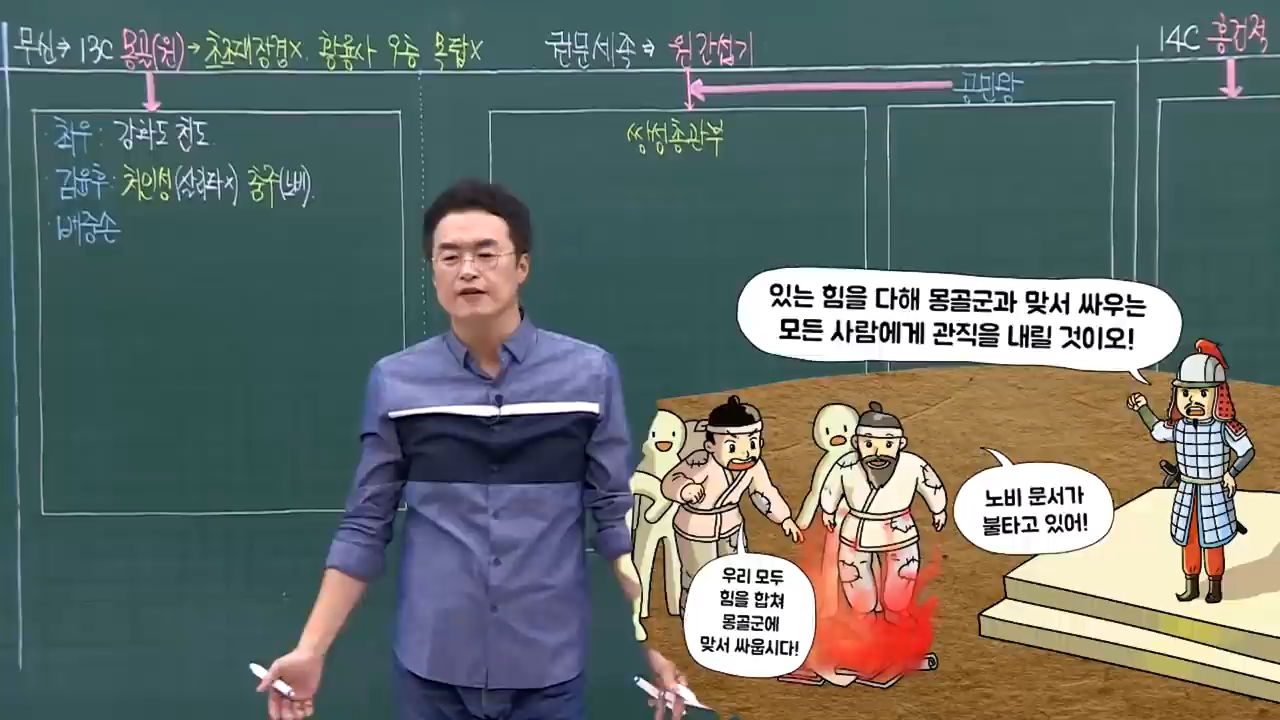 무신⇒ 13C 몽골(원) → 초조대장경X 황룡사 9층 목탑X
권문세족 ⇒ 원간섭기
14C 홍건적
공민왕
· 최우 : 강화도 천도
쌍성총관부
· 김윤후 : 처인성(살리타X) 충주(노비).
· 배중손
있는 힘을 다해 몽골군과 맞서 싸우는
모든 사람에게 관직을 내릴 것이오!
노비 문서가
불타고 있어!
우리 모두
힘을 합쳐
몽골군에
맞서 싸웁시다!